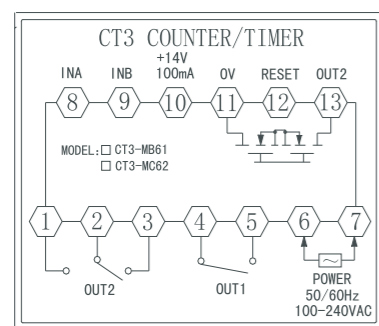 CT3 COUNTER/TIMER
+14V
INA INB 100mA 0V RESET OUT2
8 9 10 11 12 13
MODEL: □ CT3-MB61
□ CT3-MC62
1 2 3 4 5 6 7
OUT2 OUT1 POWER
50/60Hz
100-240VAC